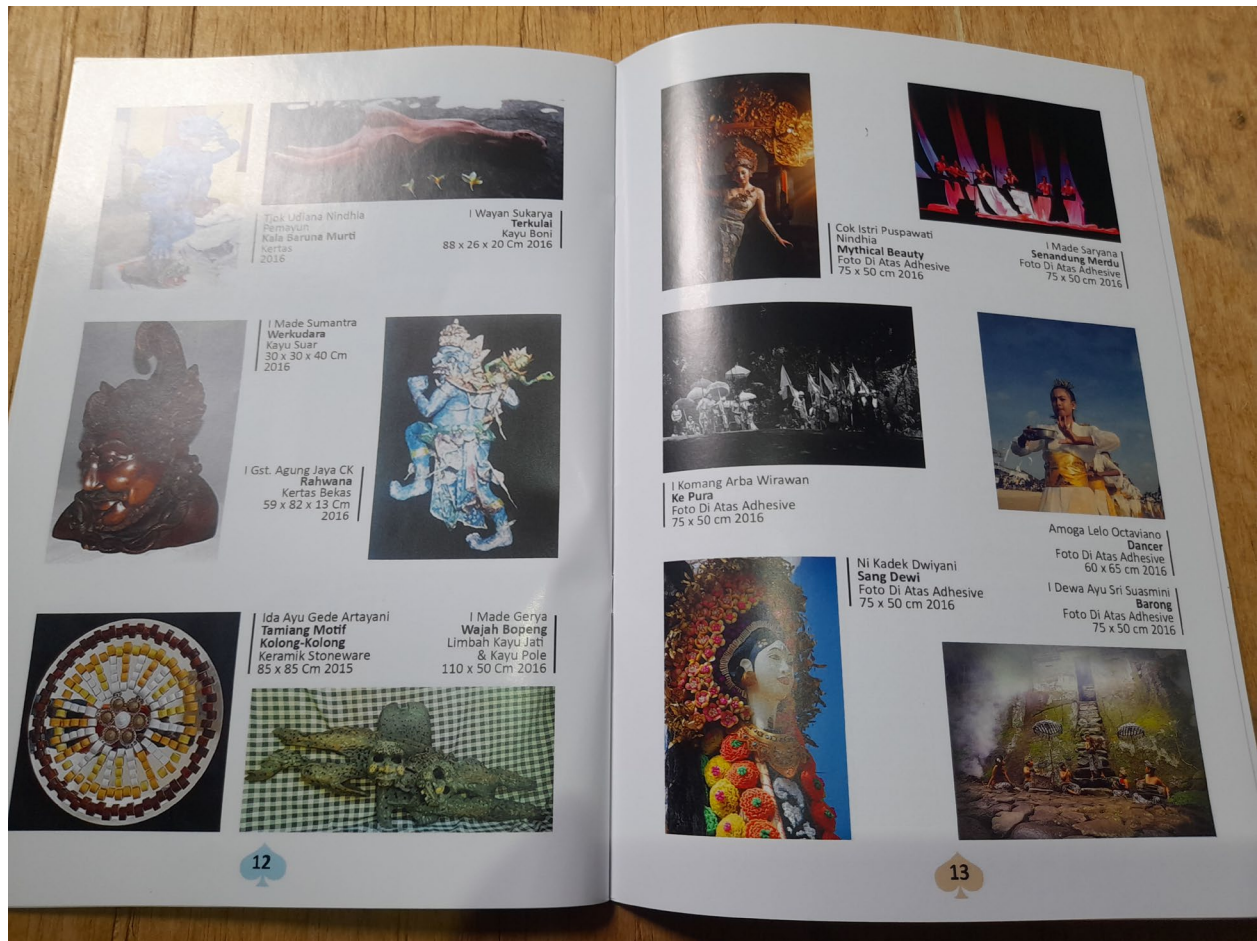 Tjok Udiana Nindhia
Pemayun
Kala Baruna Murti
Kertas
2016
I Wayan Sukarya
Terkulai
Kayu Boni
88 x 26 x 20 Cm 2016
I Made Sumantra
Werkudara
Kayu Suar
30 x 30 x 40 Cm
2016
I Gst. Agung Jaya CK
Rahwana
Kertas Bekas
59 x 82 x 13 Cm
2016
Ida Ayu Gede Artayani
Tamiang Motif
Kolong-Kolong
Keramik Stoneware
85 x 85 Cm 2015
I Made Gerya
Wajah Bopeng
Limbah Kayu Jati
& Kayu Pole
110 x 50 Cm 2016
12
Cok Istri Puspawati
Nindhia
Mythical Beauty
Foto Di Atas Adhesive
75 x 50 cm 2016
I Made Saryana
Senandung Merdu
Foto Di Atas Adhesive
75 x 50 cm 2016
I Komang Arba Wirawan
Ke Pura
Foto Di Atas Adhesive
75 x 50 cm 2016
Amoga Lelo Octaviano
Dancer
Foto Di Atas Adhesive
60 x 65 cm 2016
Ni Kadek Dwiyani
Sang Dewi
Foto Di Atas Adhesive
75 x 50 cm 2016
I Dewa Ayu Sri Suasmini
Barong
Foto Di Atas Adhesive
75 x 50 cm 2016
13